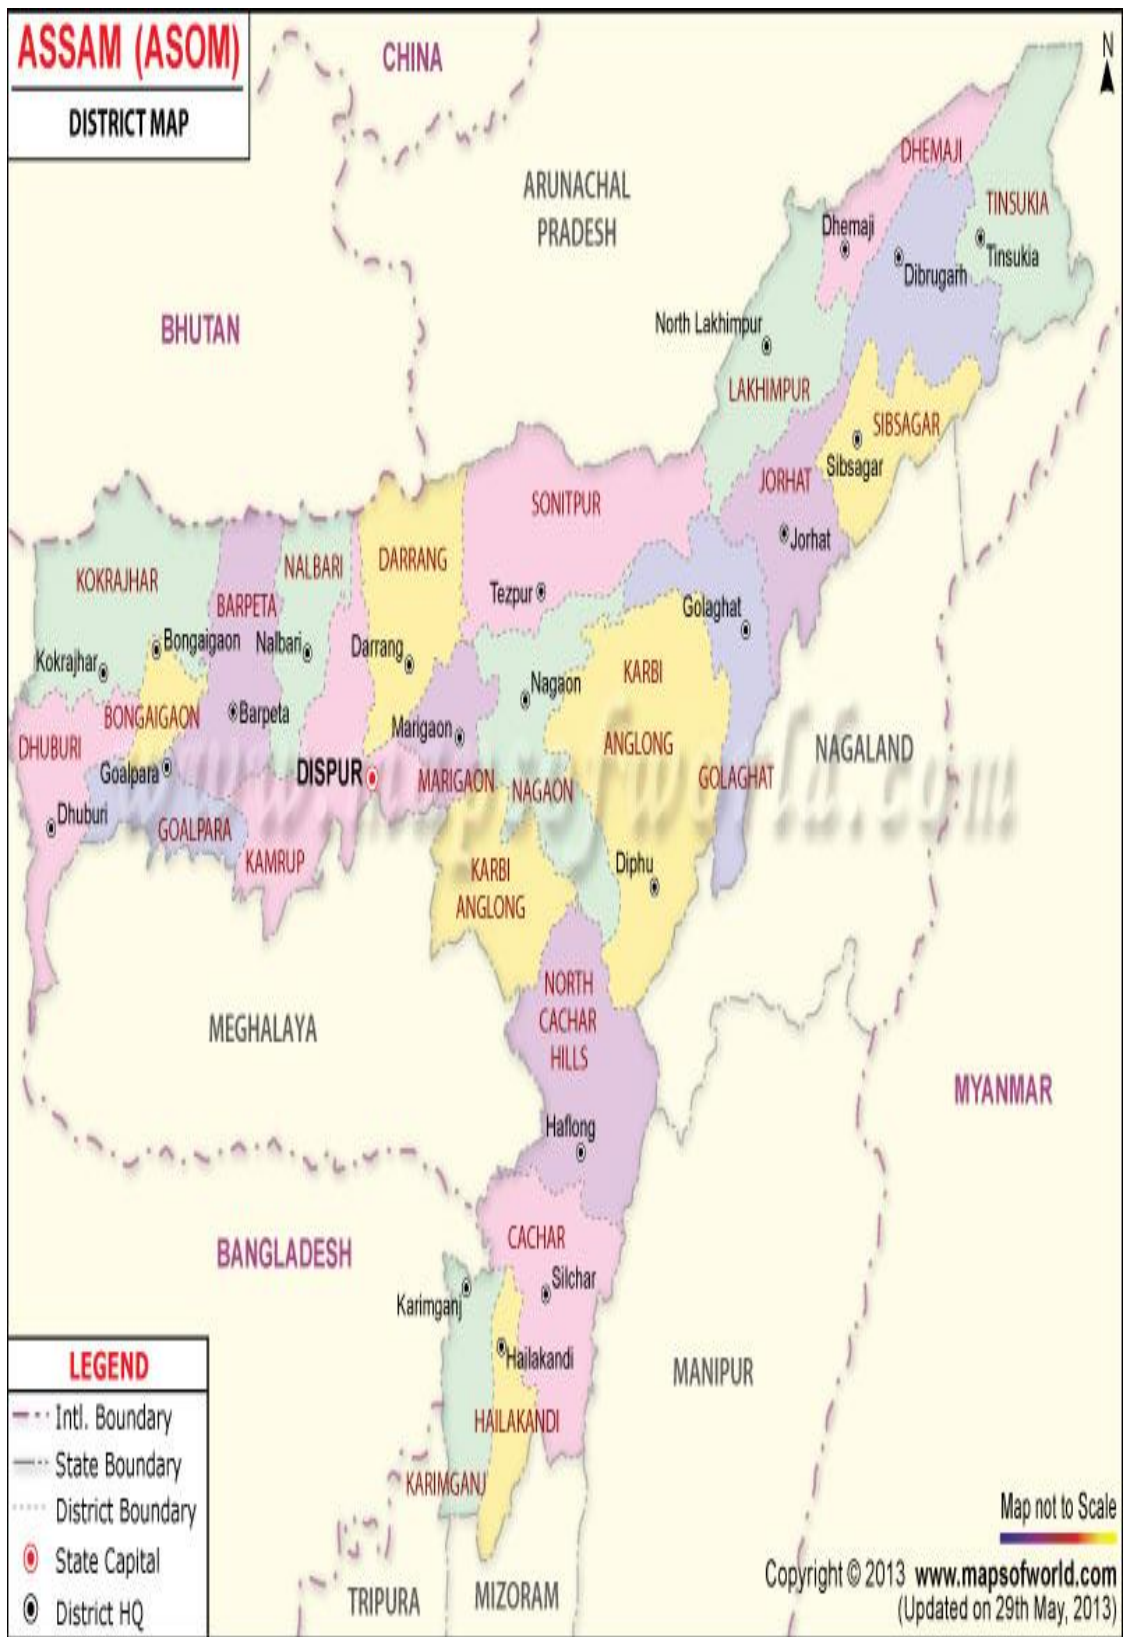 ASSAM (ASOM)
DISTRICT MAP
CHINA
N
ARUNACHAL
PRADESH
BHUTAN
DHEMAJI
TINSUKIA
Dhemaji
Tinsukia
Dibrugarh
North Lakhimpur
LAKHIMPUR
SIBSAGAR
Sibsagar
JORHAT
Jorhat
SONITPUR
Tezpur
DARRANG
Darrang
NALBARI
Nalbari
KOKRAJHAR
Kokrajhar
BARPETA
Barpeta
Bongaigaon
BONGAIGAON
Golaghat
GOLAGHAT
KARBI
ANGLONG
Nagaon
NAGAON
Marigaon
MARIGAON
DHUBURI
Dhuburi
Goalpara
GOALPARA
DISPUR
KAMRUP
NAGALAND
www.mapsofworld.com
KARBI
ANGLONG
Diphu
NORTH
CACHAR
HILLS
Haflong
MEGHALAYA
MYANMAR
BANGLADESH
CACHAR
Silchar
Karimganj
Hailakandi
HAILAKANDI
KARIMGANJ
MANIPUR
TRIPURA
MIZORAM
LEGEND
Intl. Boundary
State Boundary
District Boundary
State Capital
District HQ
Map not to Scale
Copyright © 2013 www.mapsofworld.com
(Updated on 29th May, 2013)